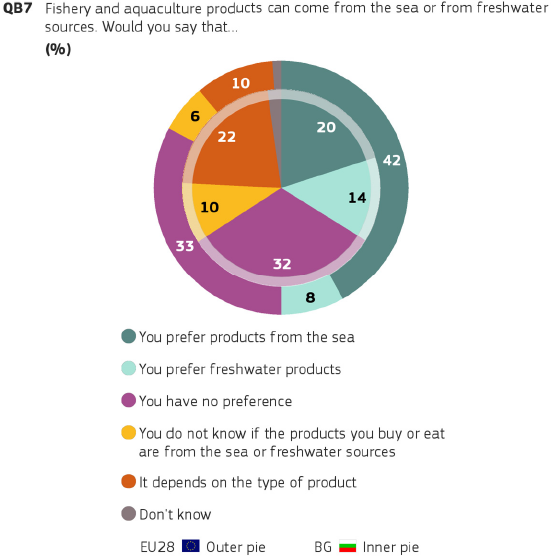 QB7 Fishery and aquaculture products can come from the sea or from freshwater
sources. Would you say that...
(%)
10
6
20
22
42
14
10
33
32
8
You prefer products from the sea
You prefer freshwater products
You have no preference
You do not know if the products you buy or eat
are from the sea or freshwater sources
It depends on the type of product
Don't know
EU28 Outer pie BG Inner pie